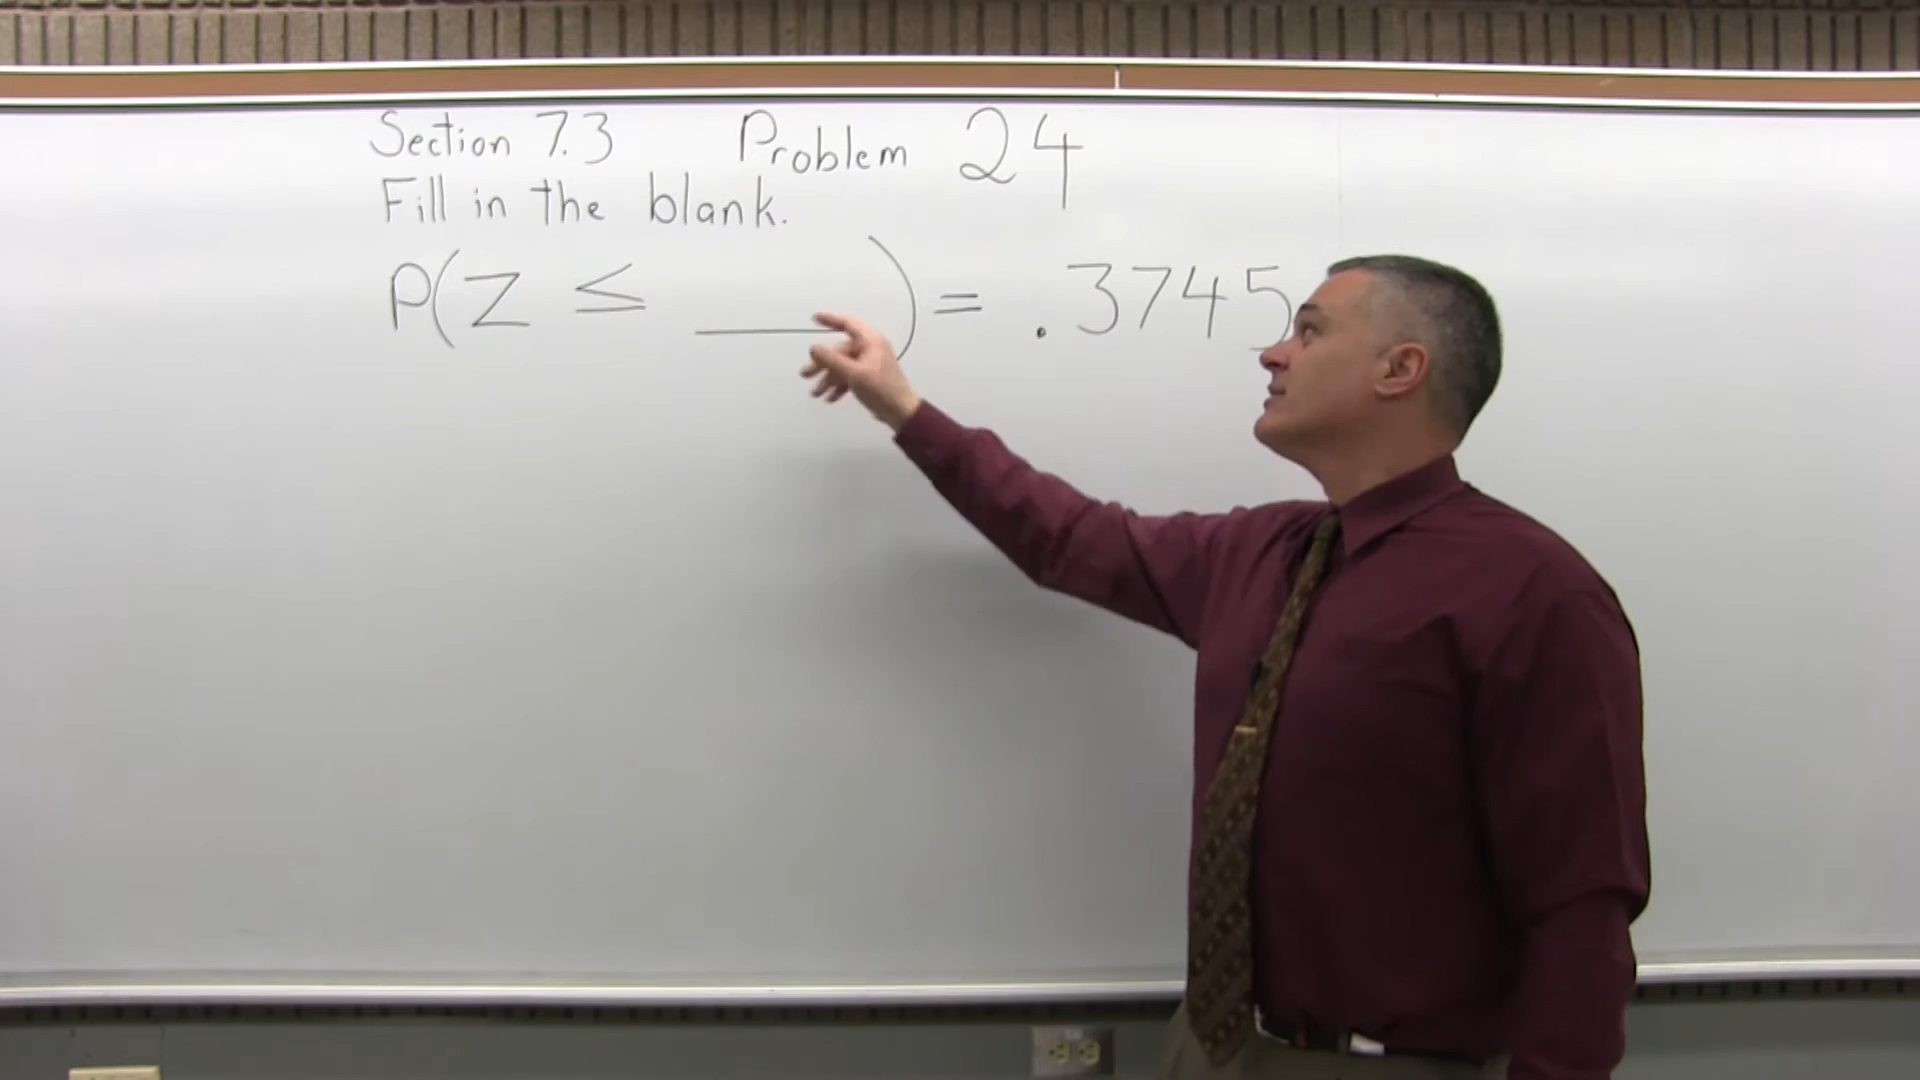 Section 7.3 Problem 24
Fill in the blank.
P(Z ≤ ____) = .3745